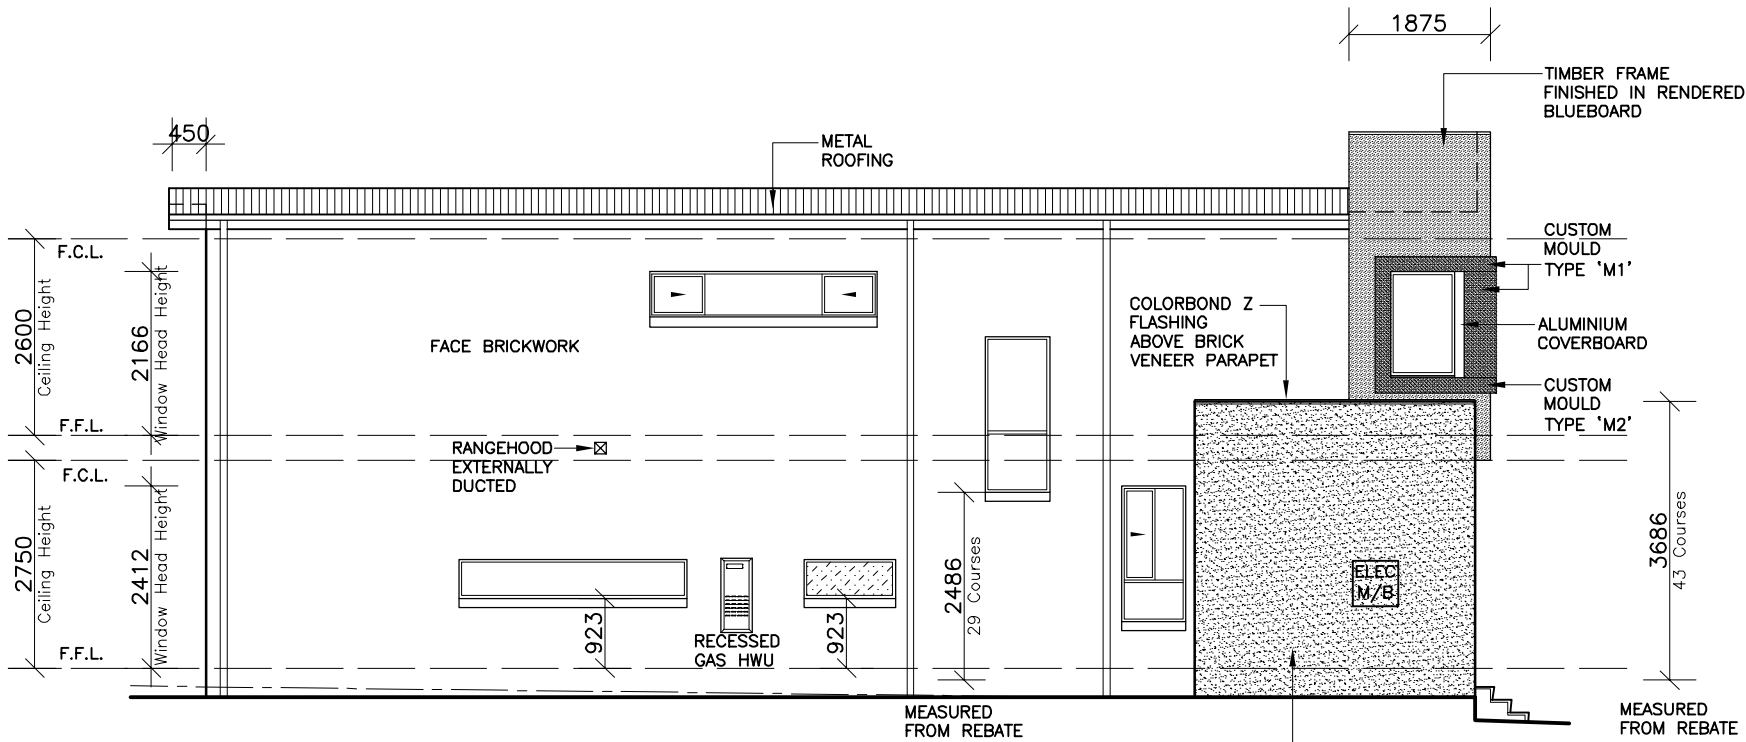 1875
TIMBER FRAME
FINISHED IN RENDERED
BLUEBOARD
450
METAL
ROOFING
F.C.L.
CUSTOM
MOULD
TYPE 'M1'
2600
Ceiling Height
2166
Window Head Height
FACE BRICKWORK
COLORBOND Z
FLASHING
ABOVE BRICK
VENEER PARAPET
ALUMINIUM
COVERBOARD
CUSTOM
MOULD
TYPE 'M2'
F.F.L.
RANGEHOOD
EXTERNALLY
DUCTED
F.C.L.
2750
Ceiling Height
2412
Window Head Height
2486
29 Courses
3686
43 Courses
ELEC
M/B
923
RECESSED
GAS HWU
923
F.F.L.
MEASURED
FROM REBATE
MEASURED
FROM REBATE